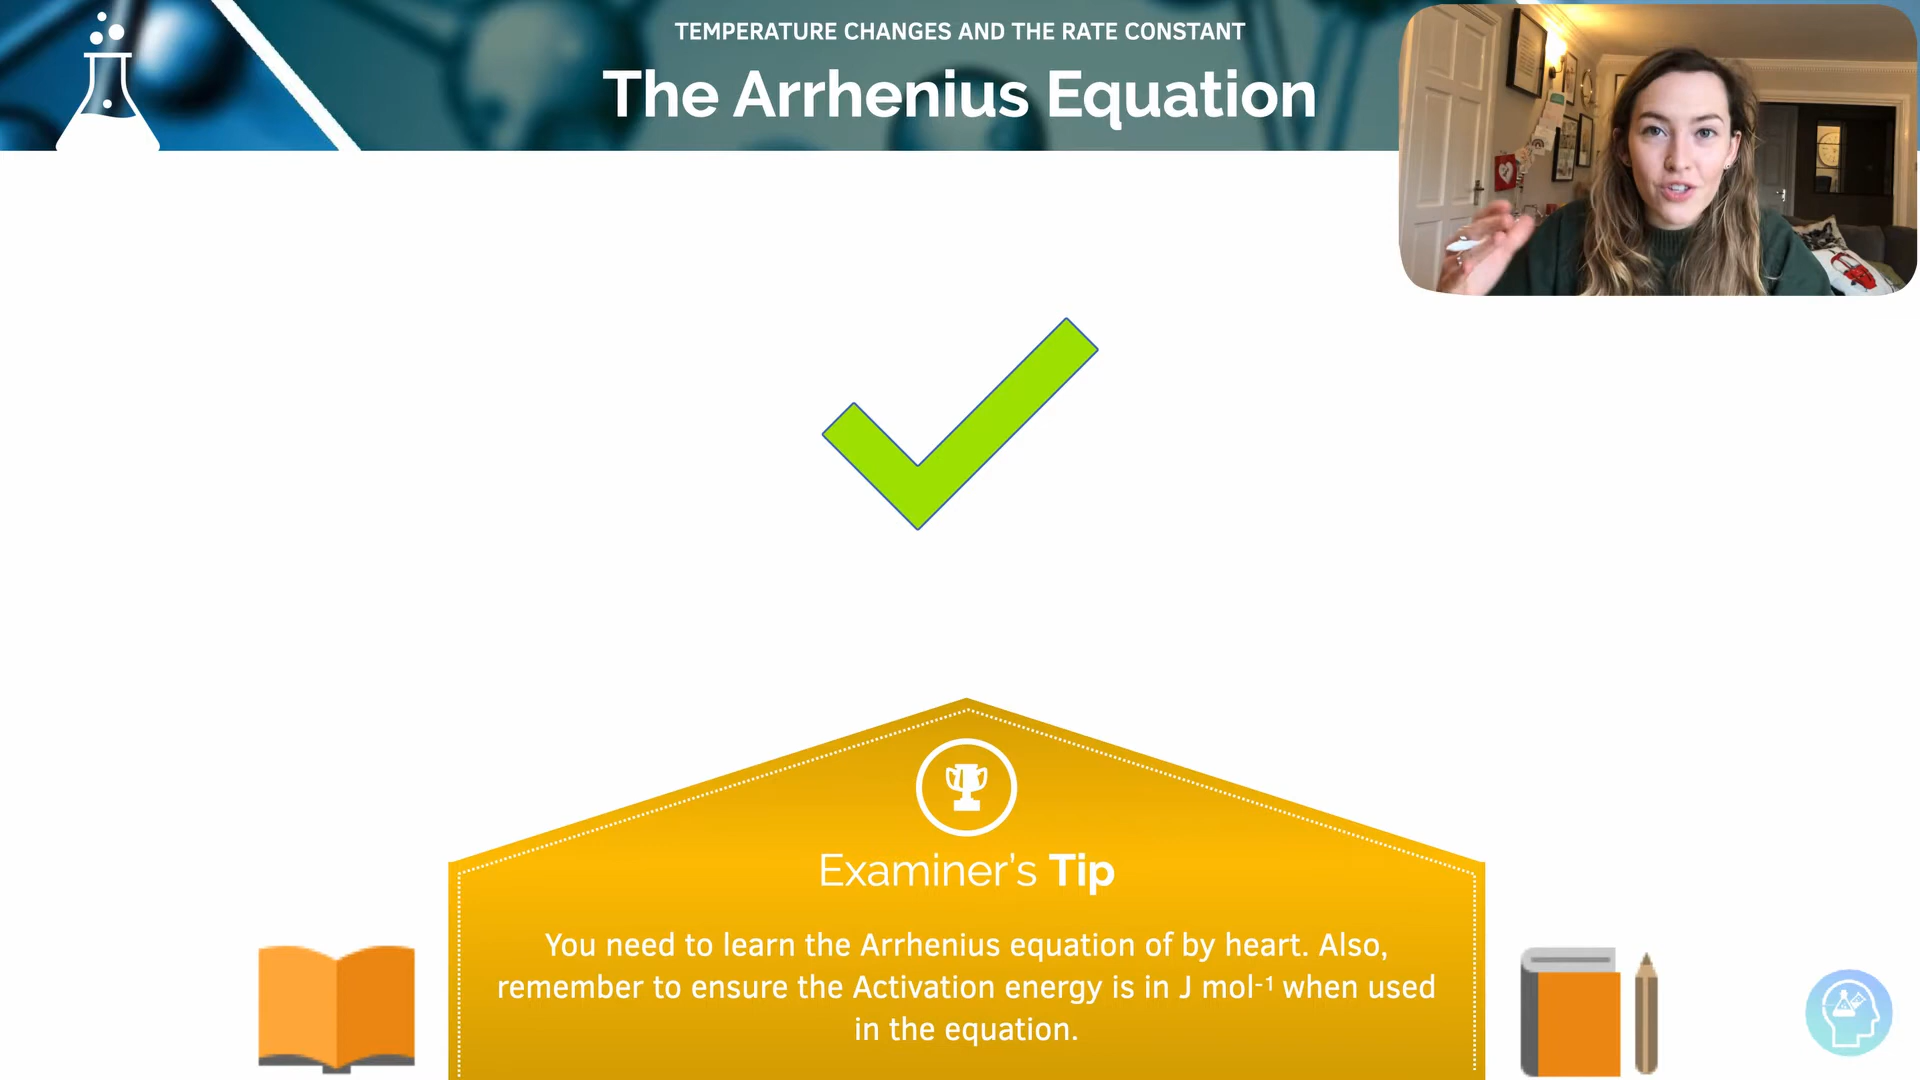 TEMPERATURE CHANGES AND THE RATE CONSTANT
The Arrhenius Equation
Examiner's Tip
You need to learn the Arrhenius equation of by heart. Also,
remember to ensure the Activation energy is in J mol⁻¹ when used
in the equation.